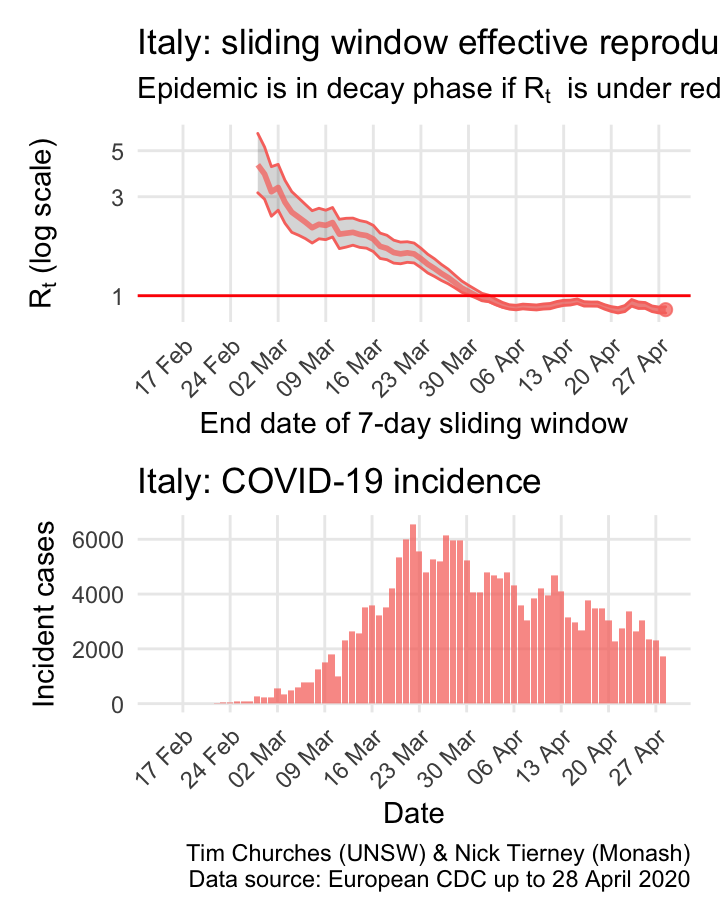 Italy: sliding window effective reprodu
Epidemic is in decay phase if Rt is under red
Rt (log scale)
5
3
1
17 Feb
24 Feb
02 Mar
09 Mar
16 Mar
23 Mar
30 Mar
06 Apr
13 Apr
20 Apr
27 Apr
End date of 7-day sliding window
Italy: COVID-19 incidence
Incident cases
6000
4000
2000
0
17 Feb
24 Feb
02 Mar
09 Mar
16 Mar
23 Mar
30 Mar
06 Apr
13 Apr
20 Apr
27 Apr
Date
Tim Churches (UNSW) & Nick Tierney (Monash)
Data source: European CDC up to 28 April 2020